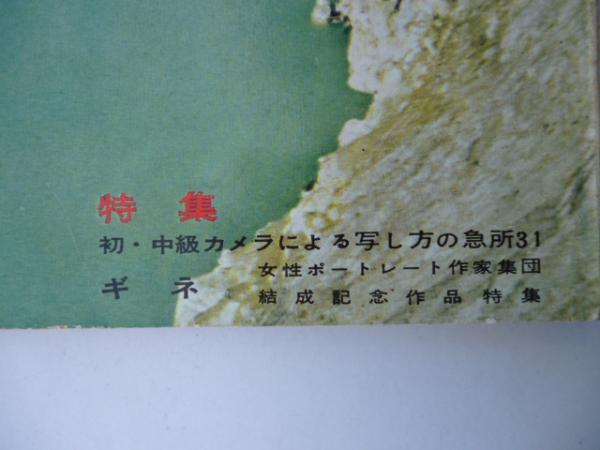 特集
初・中級カメラによる写し方の急所31
ギネ 女性ポートレート作家集団
結成記念作品特集